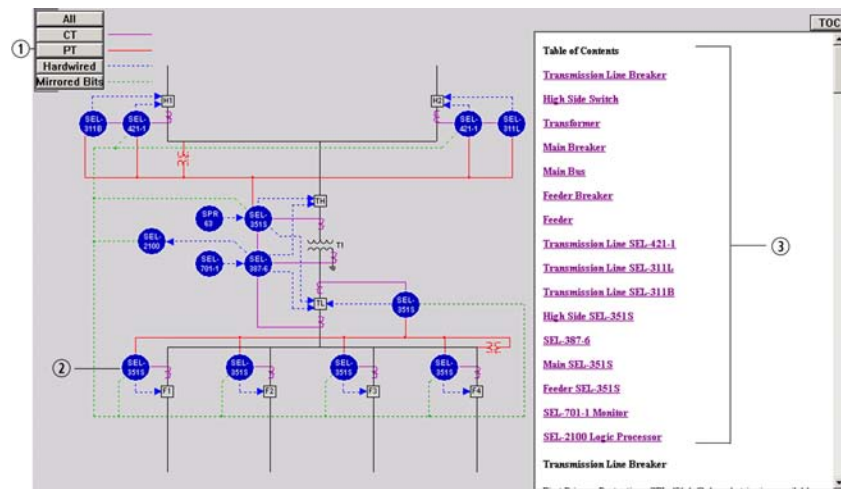 All
CT
PT
Hardwired
Mirrored Bits
1
TOC
H1
H2
SEL-
311B
SEL-
421-1
SEL-
421-1
SEL-
311L
TH
SPR
63
SEL-
351S
SEL-
2100
T1
SEL-
701-1
SEL-
387-6
TL
SEL-
351S
2
SEL-
351S
SEL-
351S
SEL-
351S
SEL-
351S
F1
F2
F3
F4
Table of Contents
Transmission Line Breaker
High Side Switch
Transformer
Main Breaker
Main Bus
Feeder Breaker
Feeder
Transmission Line SEL-421-1
Transmission Line SEL-311L
Transmission Line SEL-311B
High Side SEL-351S
SEL-387-6
Main SEL-351S
Feeder SEL-351S
SEL-701-1 Monitor
SEL-2100 Logic Processor
3
Transmission Line Breaker